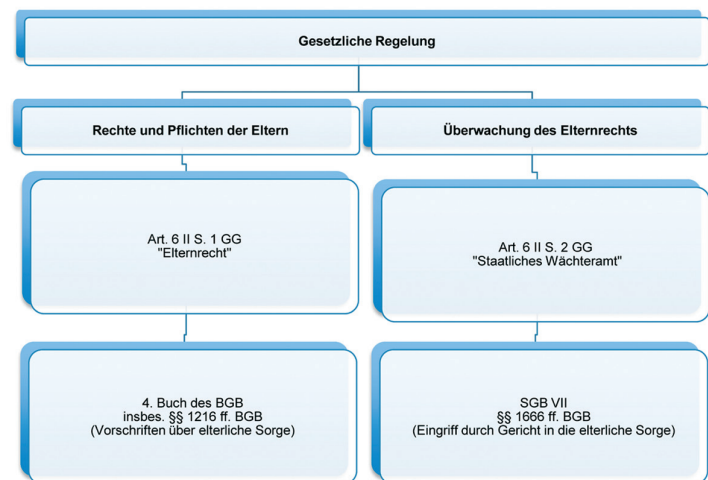 Gesetzliche Regelung
Rechte und Pflichten der Eltern
Überwachung des Elternrechts
Art. 6 II S. 1 GG
"Elternrecht"
Art. 6 II S. 2 GG
"Staatliches Wächteramt"
4. Buch des BGB
insbes. §§ 1216 ff. BGB
(Vorschriften über elterliche Sorge)
SGB VII
§§ 1666 ff. BGB
(Eingriff durch Gericht in die elterliche Sorge)